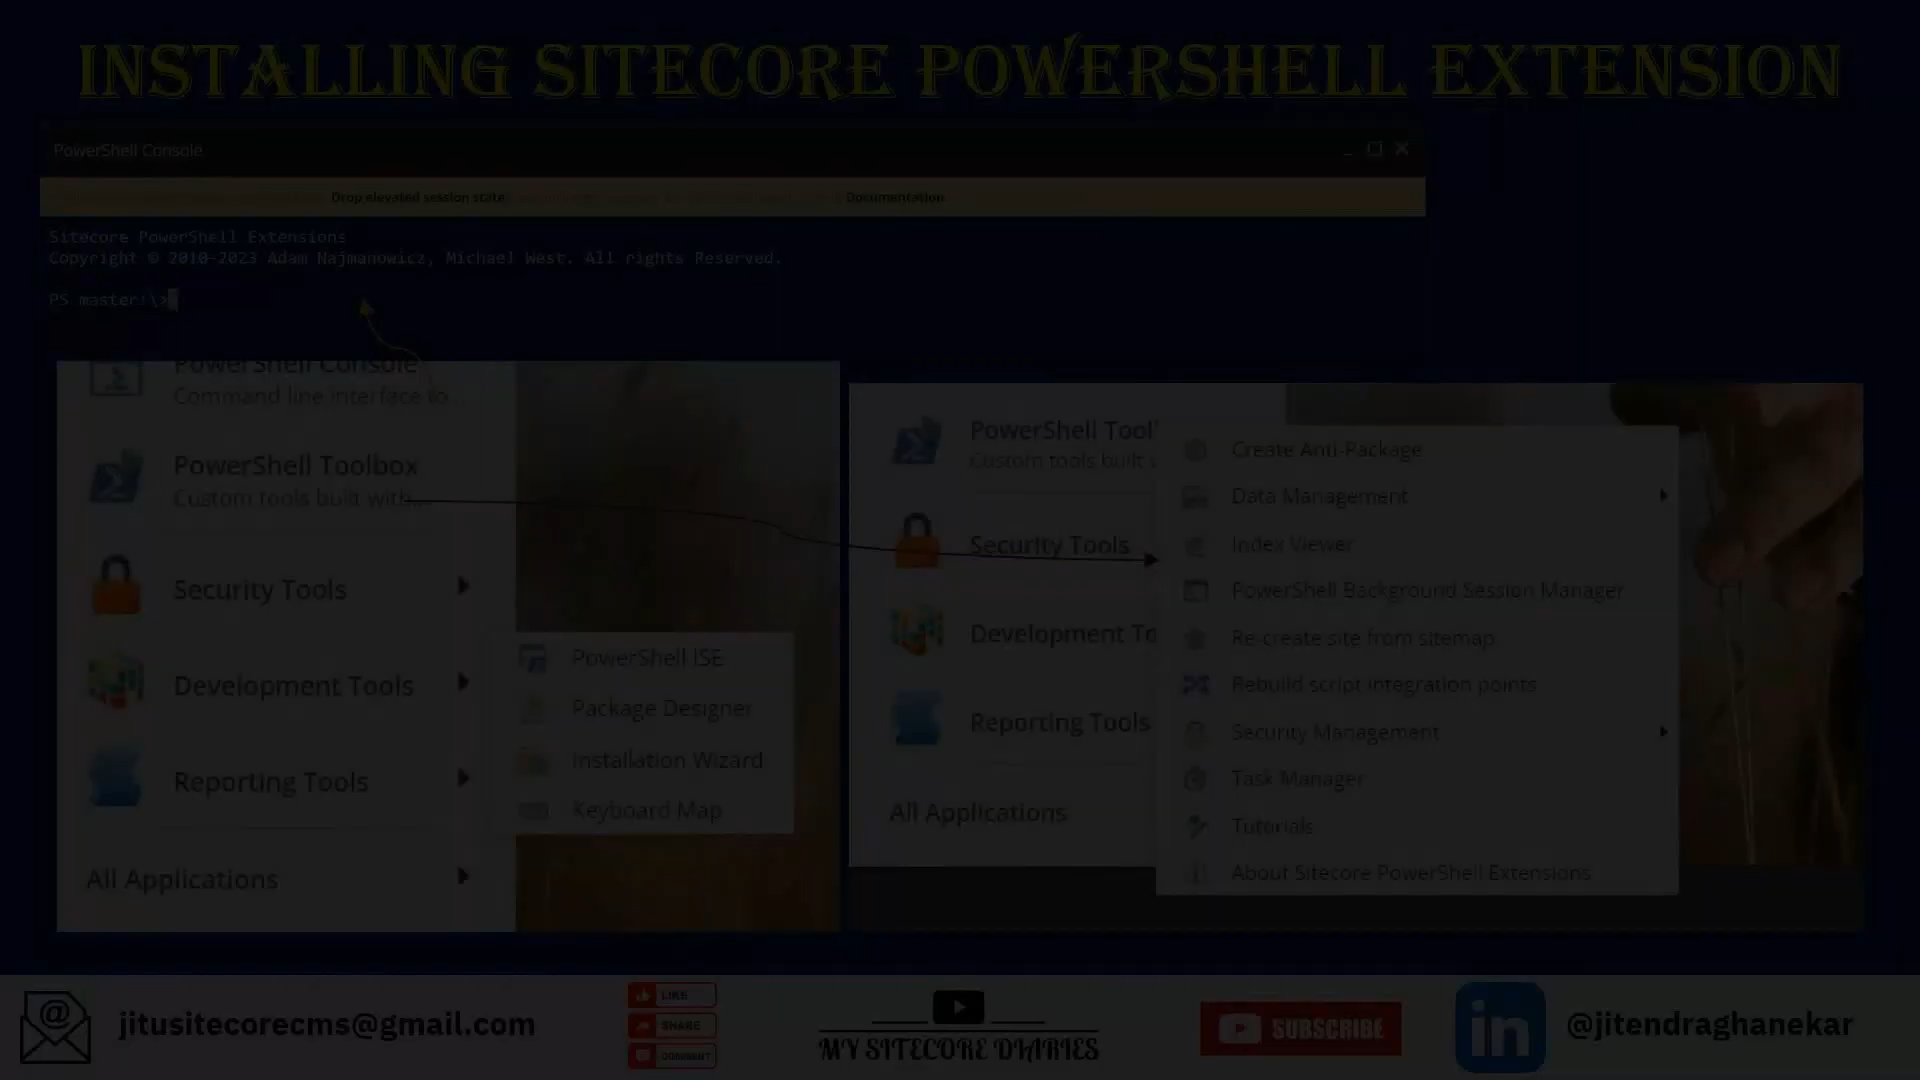 INSTALLING SITECORE POWERSHELL EXTENSION
PowerShell Console
Drop elevated session state
Documentation
Sitecore PowerShell Extensions
Copyright © 2010-2023 Adam Najmanowicz, Michael West. All rights Reserved.
PS master:\>
PowerShell Console
Command line interface to...
PowerShell Toolbox
Custom tools built with...
Security Tools
Development Tools
Reporting Tools
All Applications
PowerShell ISE
Package Designer
Installation Wizard
Keyboard Map
PowerShell Tool
Custom tools built
Security Tools
Development To
Reporting Tools
All Applications
Create Anti-Package
Data Management
Index Viewer
PowerShell Background Session Manager
Re-create site from sitemap
Rebuild script integration points
Security Management
Task Manager
Tutorials
About Sitecore PowerShell Extensions
jitusitecorecms@gmail.com
LIKE
SHARE
COMMENT
MY SITECORE DIARIES
SUBSCRIBE
in
@jitendraghanekar